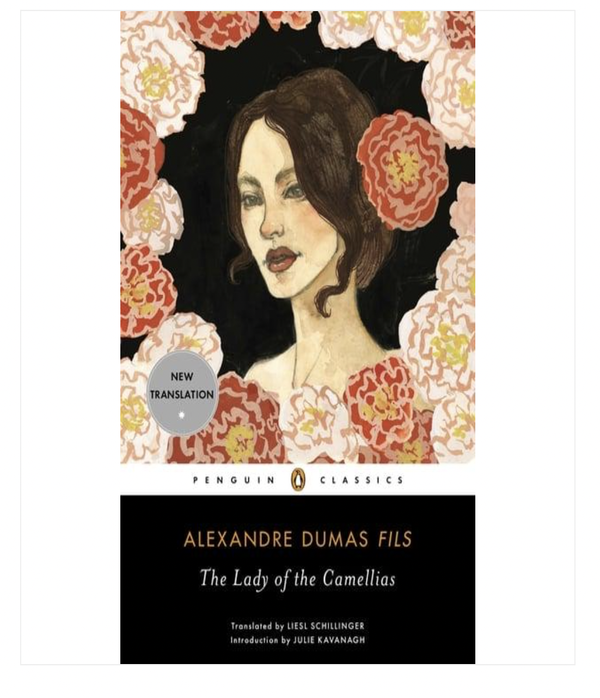 NEW
TRANSLATION
PENGUIN CLASSICS
ALEXANDRE DUMAS FILS
The Lady of the Camellias
Translated by LIESL SCHILLINGER
Introduction by JULIE KAVANAGH